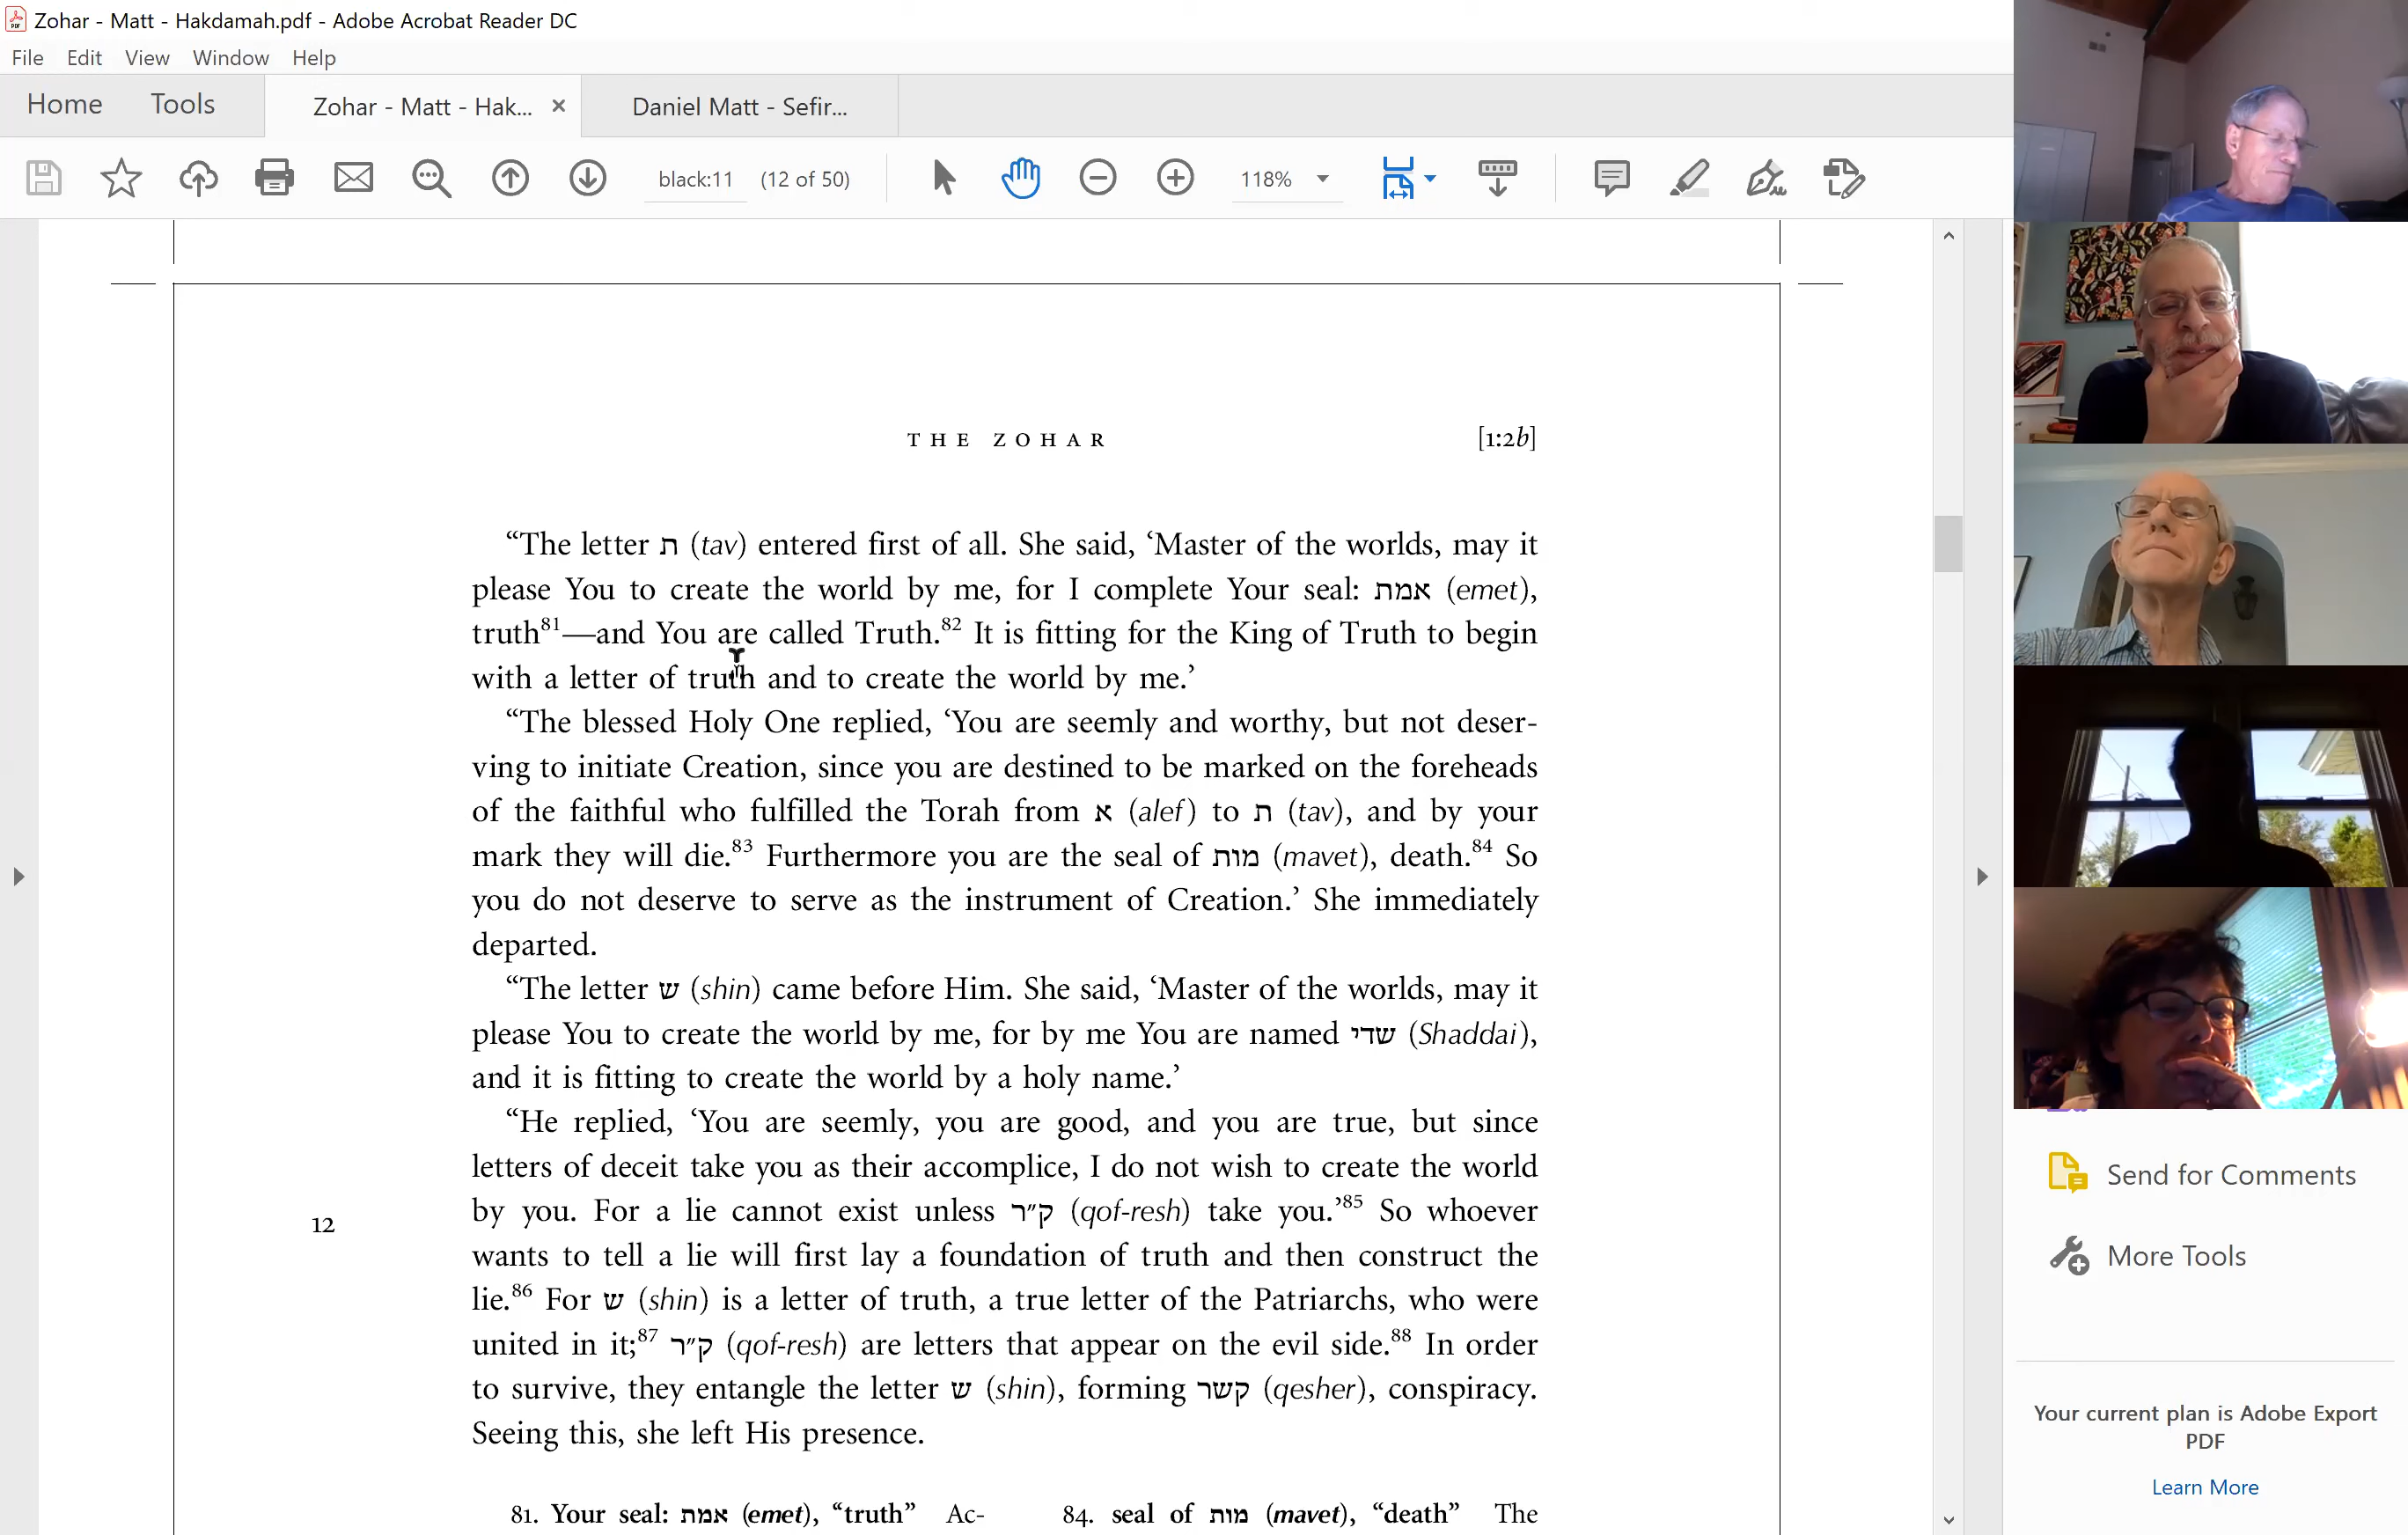 Zohar - Matt - Hakdamah.pdf - Adobe Acrobat Reader DC
File Edit View Window Help
Home Tools Zohar - Matt - Hak... Daniel Matt - Sefir...
black:11 (12 of 50) 118%
THE ZOHAR [1:2b]
“The letter ת (tav) entered first of all. She said, ‘Master of the worlds, may it
please You to create the world by me, for I complete Your seal: אמת (emet),
truth81—and You are called Truth.82 It is fitting for the King of Truth to begin
with a letter of truth and to create the world by me.’
“The blessed Holy One replied, ‘You are seemly and worthy, but not deser-
ving to initiate Creation, since you are destined to be marked on the foreheads
of the faithful who fulfilled the Torah from א (alef) to ת (tav), and by your
mark they will die.83 Furthermore you are the seal of מות (mavet), death.84 So
you do not deserve to serve as the instrument of Creation.’ She immediately
departed.
“The letter ש (shin) came before Him. She said, ‘Master of the worlds, may it
please You to create the world by me, for by me You are named שדי (Shaddai),
and it is fitting to create the world by a holy name.’
“He replied, ‘You are seemly, you are good, and you are true, but since
letters of deceit take you as their accomplice, I do not wish to create the world
by you. For a lie cannot exist unless ק״ר (qof-resh) take you.’85 So whoever
12
wants to tell a lie will first lay a foundation of truth and then construct the
lie.86 For ש (shin) is a letter of truth, a true letter of the Patriarchs, who were
united in it;87 ק״ר (qof-resh) are letters that appear on the evil side.88 In order
to survive, they entangle the letter ש (shin), forming קשר (qesher), conspiracy.
Seeing this, she left His presence.
81. Your seal: אמת (emet), “truth” Ac-
84. seal of מות (mavet), “death” The
Send for Comments
More Tools
Your current plan is Adobe Export
PDF
Learn More